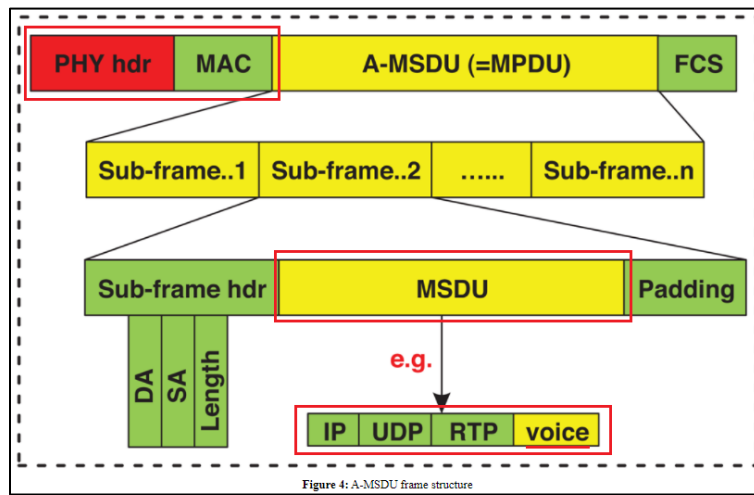 PHY hdr MAC A-MSDU (=MPDU) FCS
Sub-frame..1 Sub-frame..2 ...... Sub-frame..n
Sub-frame hdr MSDU Padding
DA SA Length
e.g.
IP UDP RTP voice
Figure 4: A-MSDU frame structure